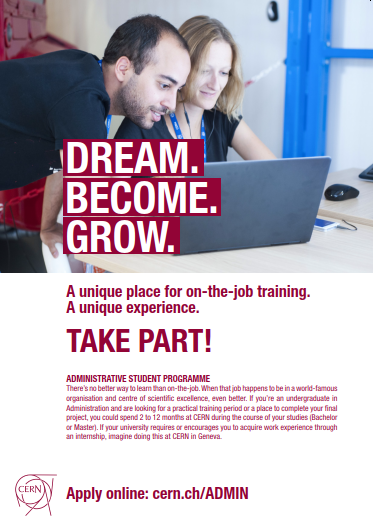 DREAM.
BECOME.
GROW.
A unique place for on-the-job training.
A unique experience.
TAKE PART!
ADMINISTRATIVE STUDENT PROGRAMME
There's no better way to learn than on-the-job. When that job happens to be in a world-famous
organisation and centre of scientific excellence, even better. If you're an undergraduate in
Administration and are looking for a practical training period or a place to complete your final
project, you could spend 2 to 12 months at CERN during the course of your studies (Bachelor
or Master). If your university requires or encourages you to acquire work experience through
an internship, imagine doing this at CERN in Geneva.
CERN
Apply online: cern.ch/ADMIN